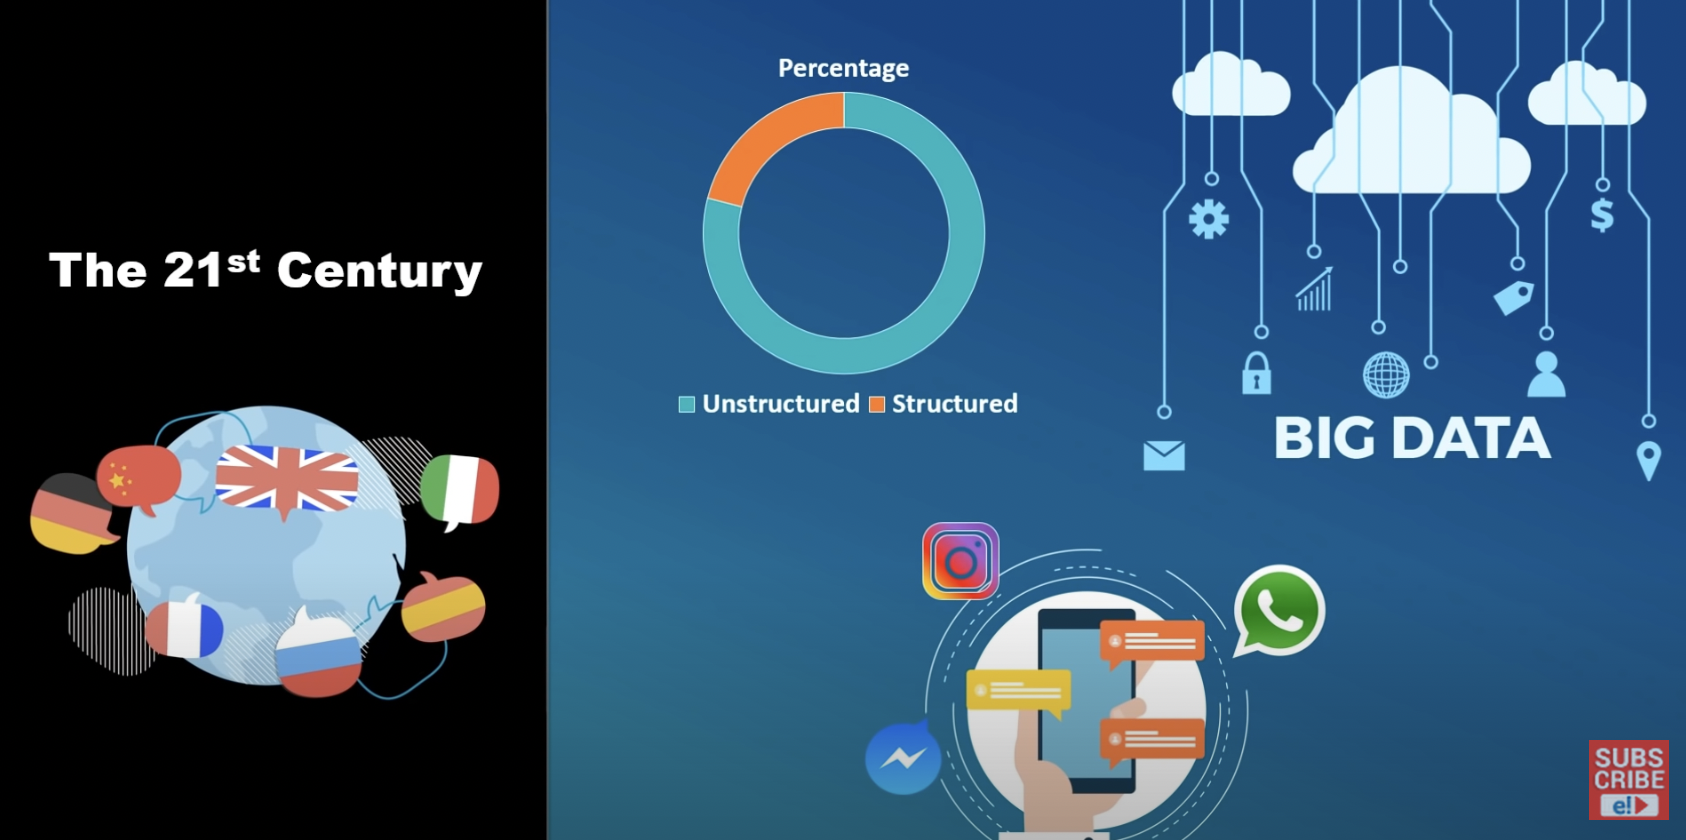 The 21st Century
Percentage
Unstructured Structured
BIG DATA
$
SUBS
CRIBE
e!